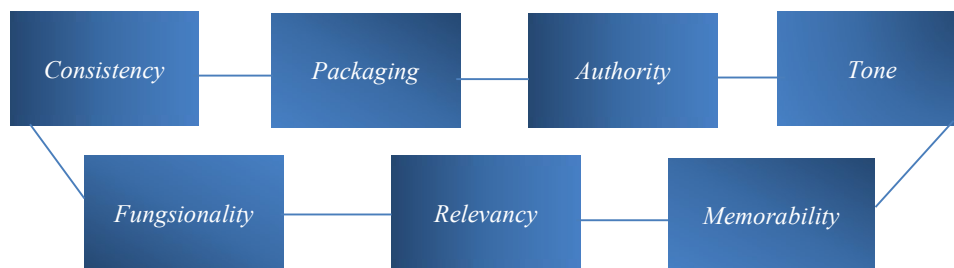 Consistency
Packaging
Authority
Tone
Fungsionality
Relevancy
Memorability